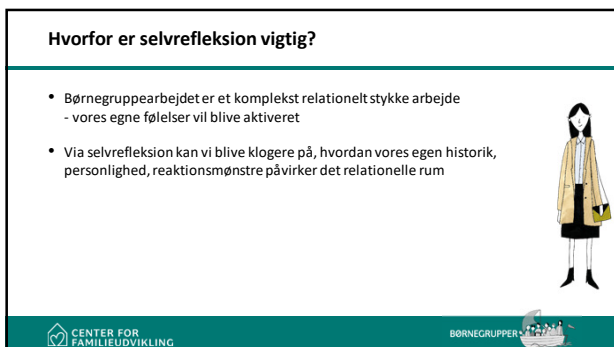 Hvorfor er selvrefleksion vigtig?
• Børnegruppearbejdet er et komplekst relationelt stykke arbejde
- vores egne følelser vil blive aktiveret
• Via selvrefleksion kan vi blive klogere på, hvordan vores egen historik,
personlighed, reaktionsmønstre påvirker det relationelle rum
CENTER FOR
FAMILIEUDVIKLING
BØRNEGRUPPER